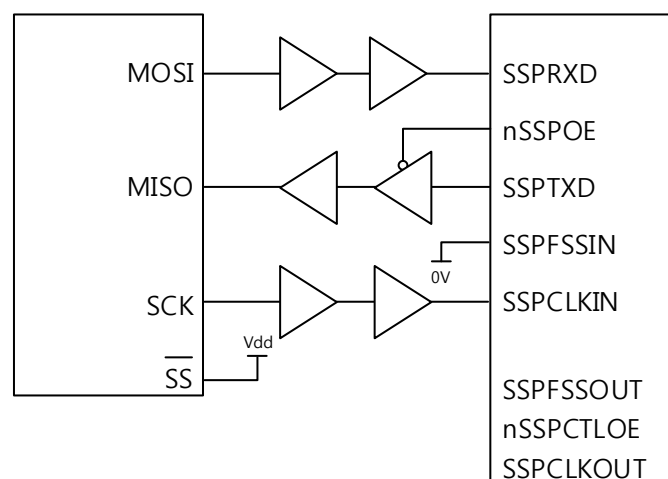 MOSI
SSPRXD
nSSPOE
MISO
SSPTXD
SSPFSSIN
0V
SCK
SSPCLKIN
Vdd
SS
SSPFSSOUT
nSSPCTLOE
SSPCLKOUT